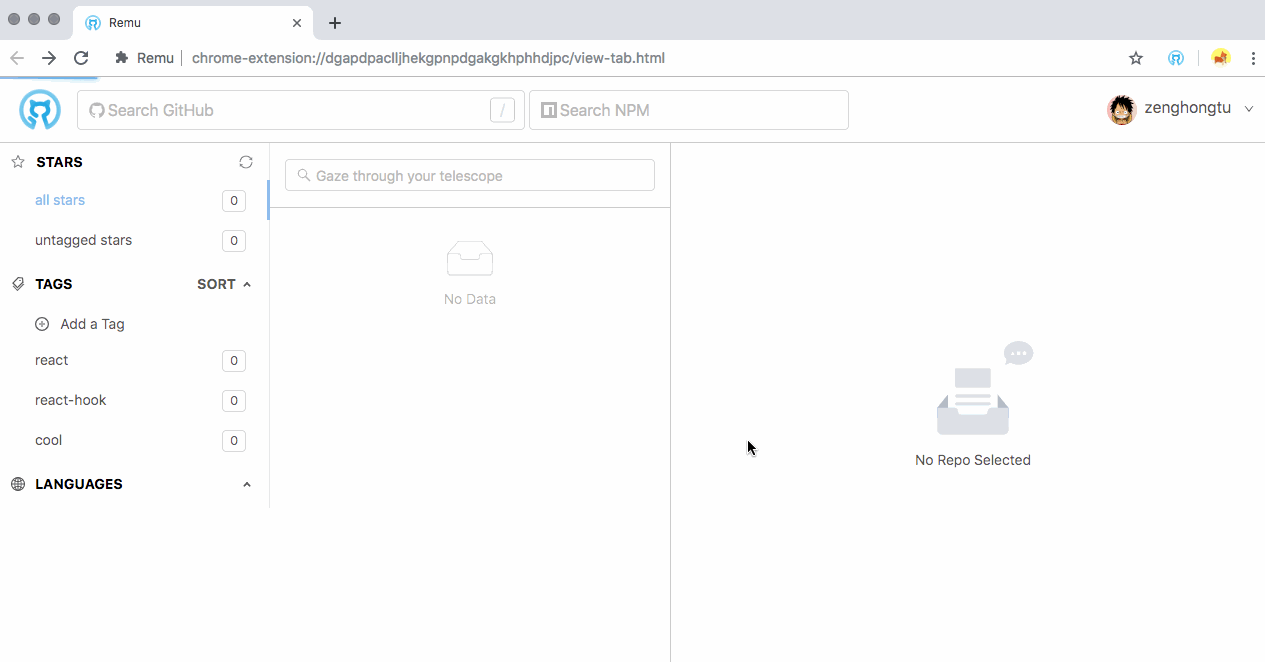 Remu
Remu chrome-extension://dgapdpaclljhekgpnpdgakgkhphhdjpc/view-tab.html
Search GitHub / Search NPM zenghongtu
STARS
all stars 0
untagged stars 0
TAGS SORT
Add a Tag
react 0
react-hook 0
cool 0
LANGUAGES
Gaze through your telescope
No Data
No Repo Selected